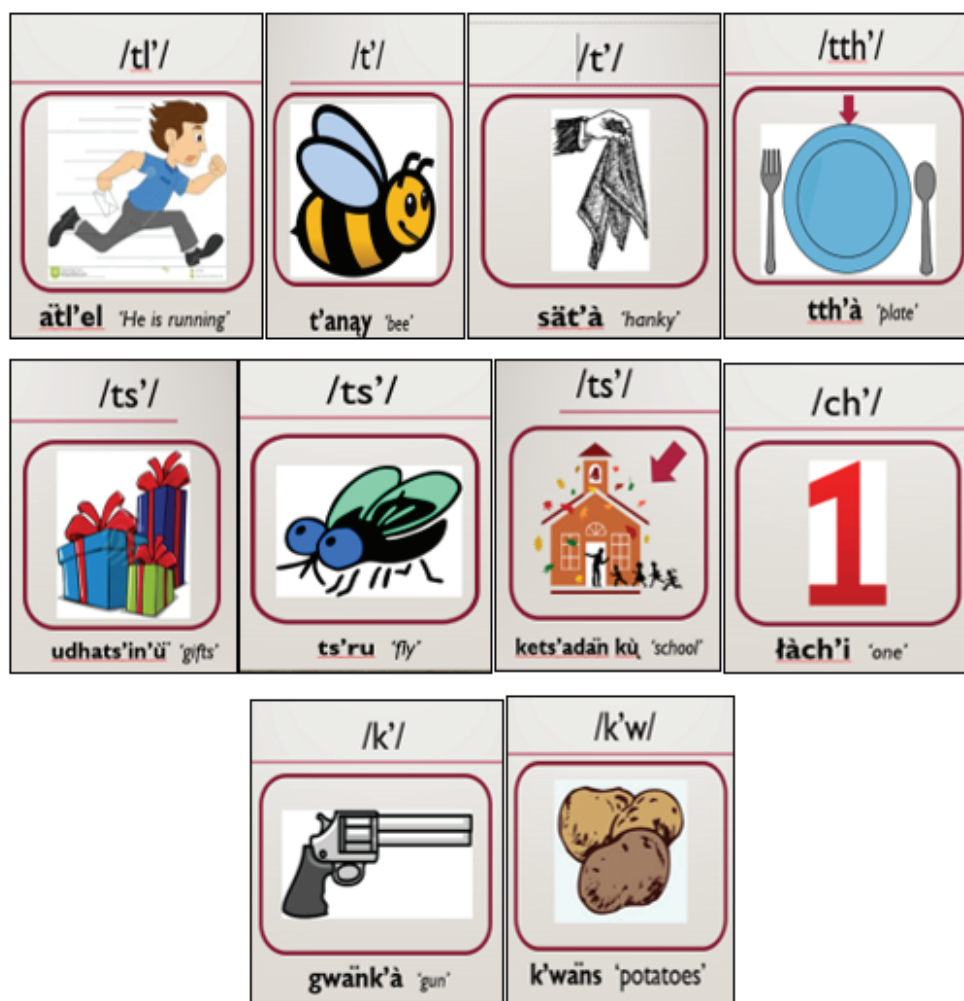 /tl’/
/t’/
/t’/
/tth’/
ätl’el ‘He is running’
t’anąy ‘bee’
sät’à ‘hanky’
tth’à ‘plate’
/ts’/
/ts’/
/ts’/
/ch’/
udhats’in’ǜ ‘gifts’
ts’ru ‘fly’
kets’adän kų̀ ‘school’
łàch’i ‘one’
1
/k’/
/k’w/
gwänk’à ‘gun’
k’wäns ‘potatoes’